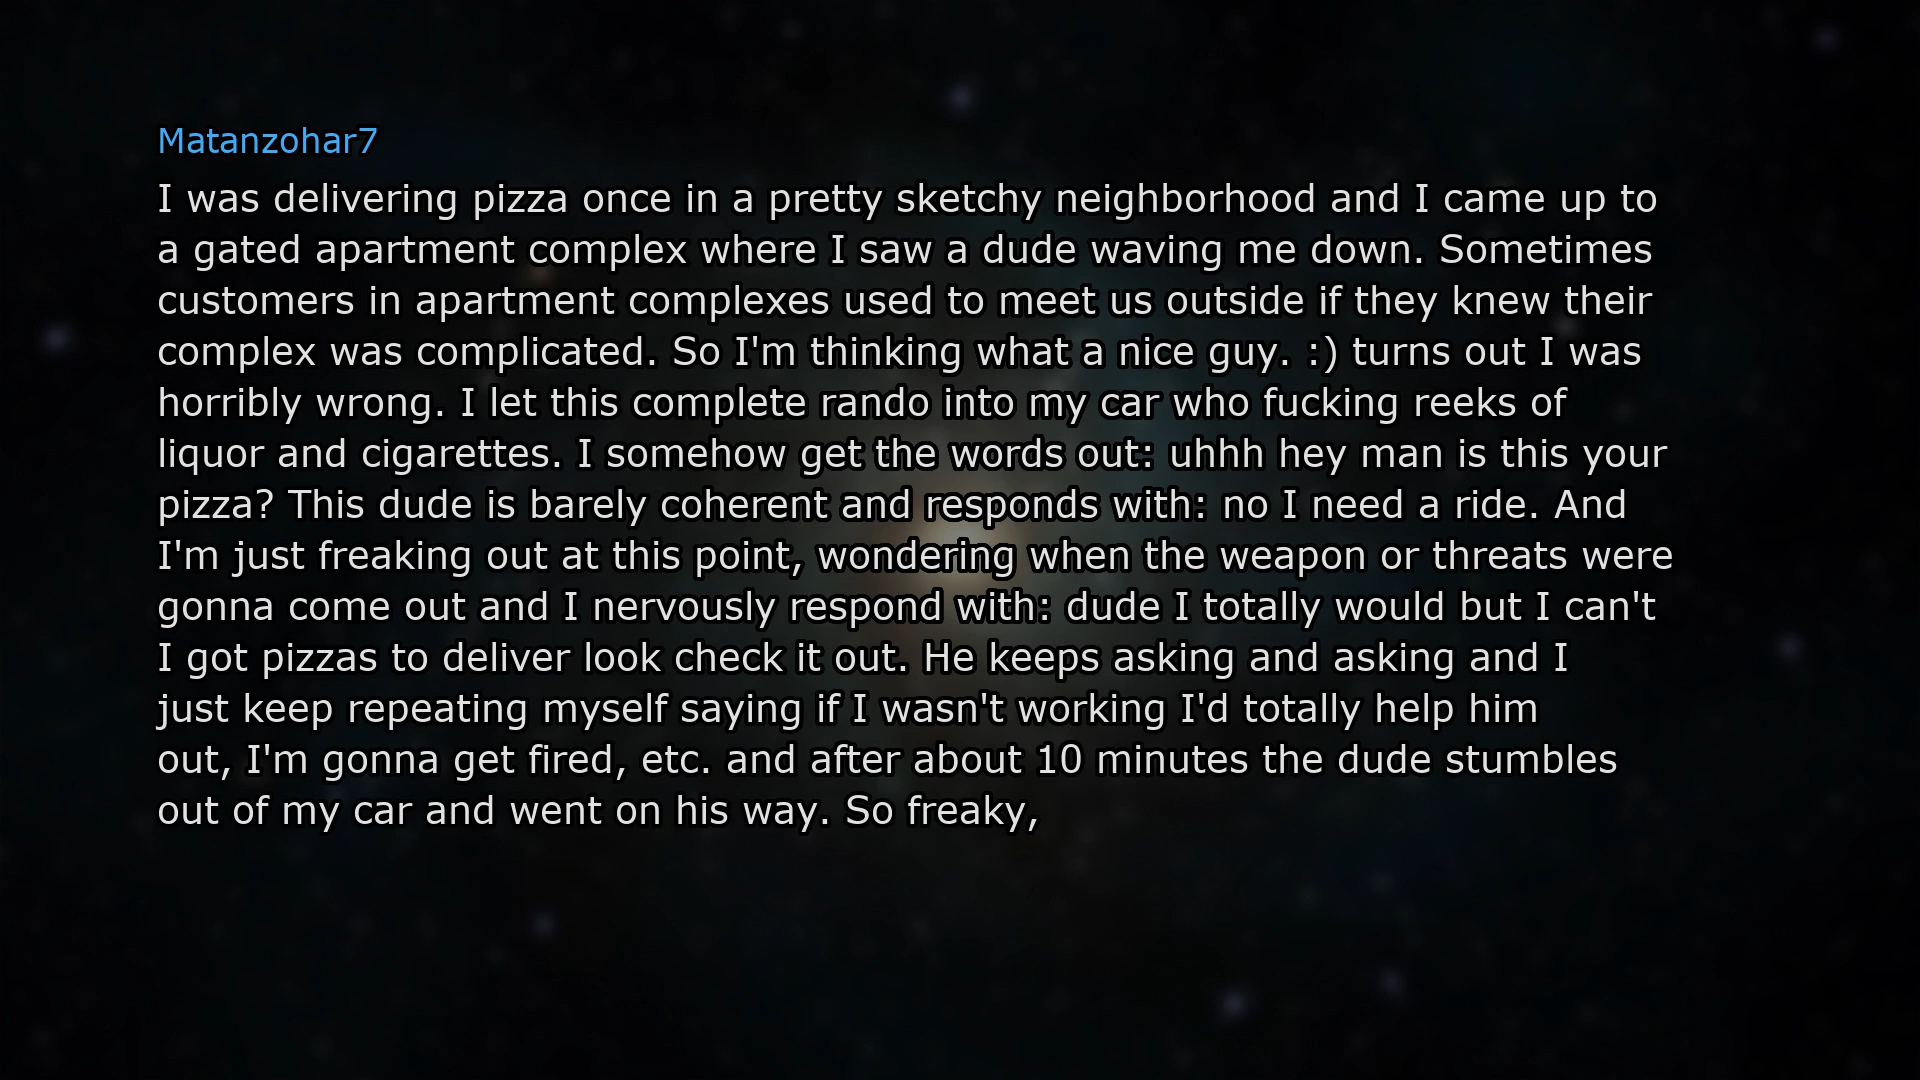 Matanzohar7
I was delivering pizza once in a pretty sketchy neighborhood and I came up to
a gated apartment complex where I saw a dude waving me down. Sometimes
customers in apartment complexes used to meet us outside if they knew their
complex was complicated. So I'm thinking what a nice guy. :) turns out I was
horribly wrong. I let this complete rando into my car who fucking reeks of
liquor and cigarettes. I somehow get the words out: uhhh hey man is this your
pizza? This dude is barely coherent and responds with: no I need a ride. And
I'm just freaking out at this point, wondering when the weapon or threats were
gonna come out and I nervously respond with: dude I totally would but I can't
I got pizzas to deliver look check it out. He keeps asking and asking and I
just keep repeating myself saying if I wasn't working I'd totally help him
out, I'm gonna get fired, etc. and after about 10 minutes the dude stumbles
out of my car and went on his way. So freaky,